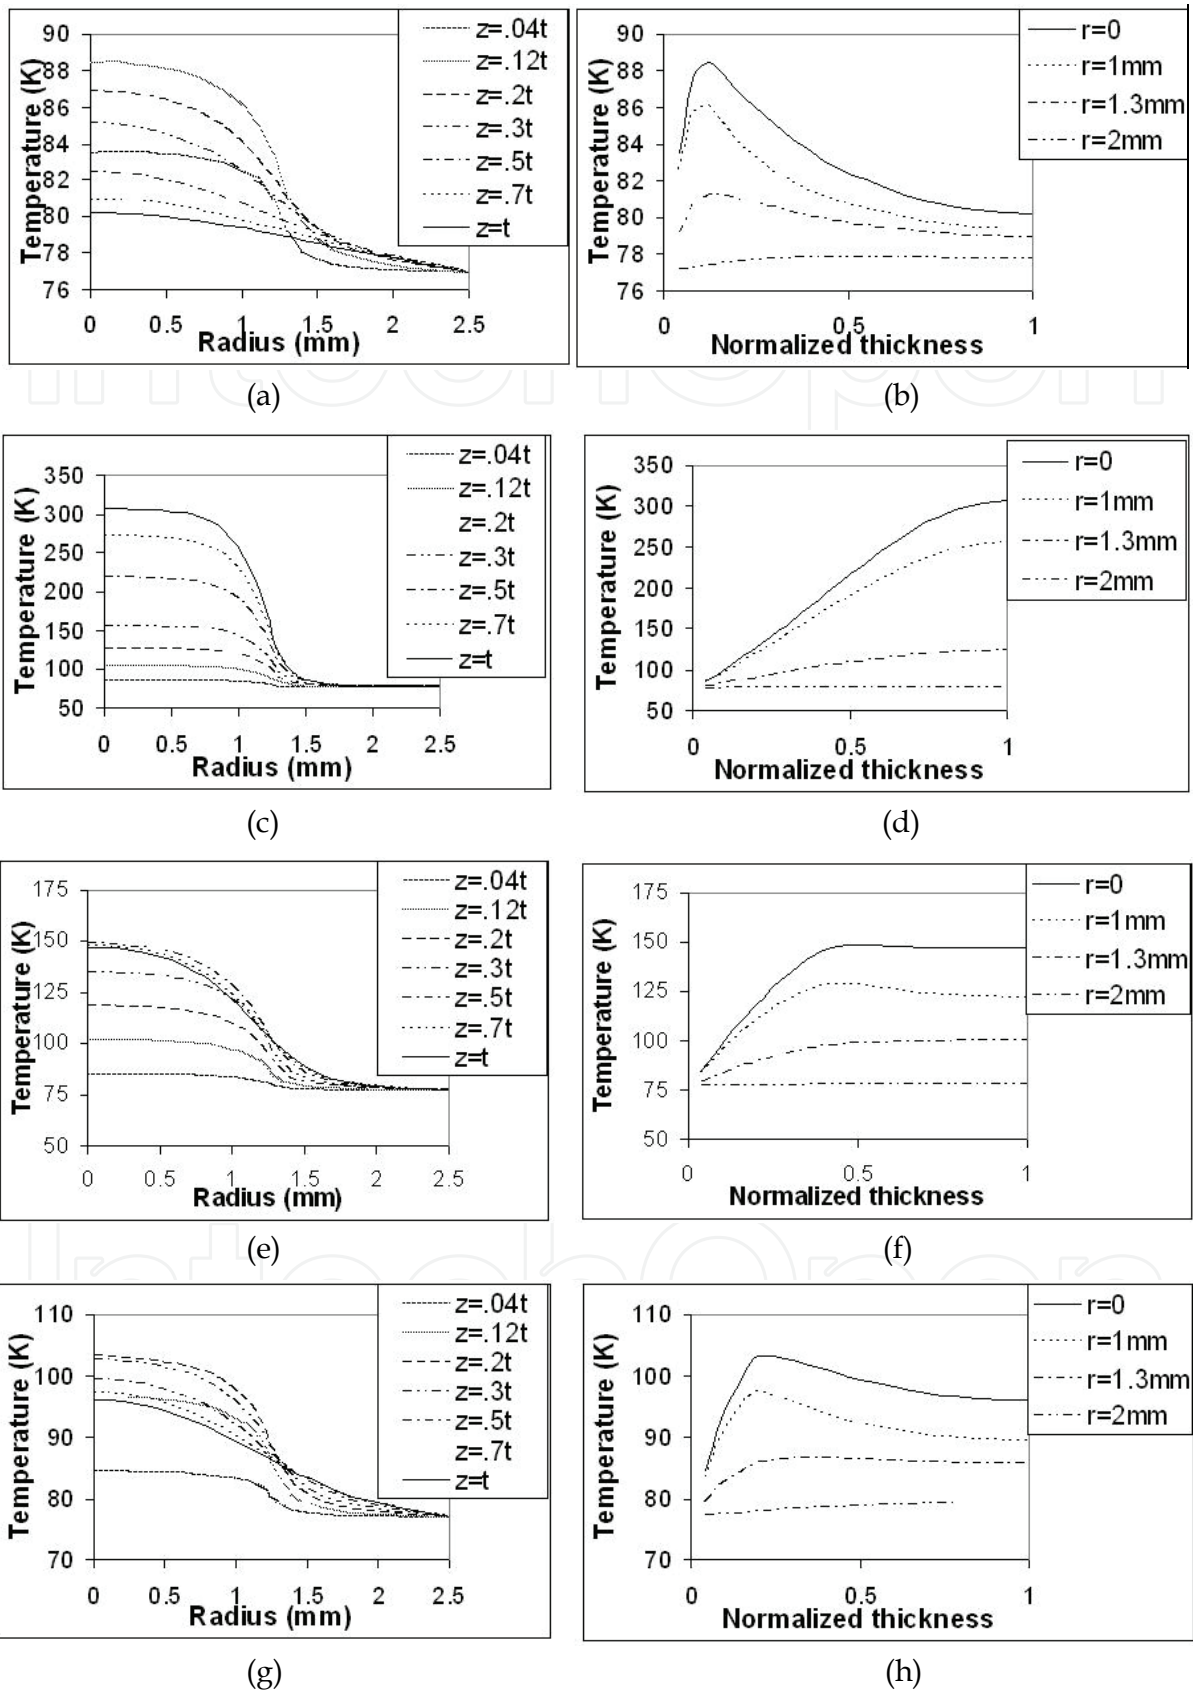 90
88
86
84
82
80
78
76
Temperature (K)
0 0.5 1 1.5 2 2.5
Radius (mm)
z=.04t
z=.12t
z=.2t
z=.3t
z=.5t
z=.7t
z=t
(a)
90
88
86
84
82
80
78
76
Temperature (K)
0 0.5 1
Normalized thickness
r=0
r=1mm
r=1.3mm
r=2mm
(b)
350
300
250
200
150
100
50
Temperature (K)
0 0.5 1 1.5 2 2.5
Radius (mm)
z=.04t
z=.12t
z=.2t
z=.3t
z=.5t
z=.7t
z=t
(c)
350
300
250
200
150
100
50
Temperature (K)
0 0.5 1
Normalized thickness
r=0
r=1mm
r=1.3mm
r=2mm
(d)
175
150
125
100
75
50
Temperature (K)
0 0.5 1 1.5 2 2.5
Radius (mm)
z=.04t
z=.12t
z=.2t
z=.3t
z=.5t
z=.7t
z=t
(e)
175
150
125
100
75
50
Temperature (K)
0 0.5 1
Normalized thickness
r=0
r=1mm
r=1.3mm
r=2mm
(f)
110
100
90
80
70
Temperature (K)
0 0.5 1 1.5 2 2.5
Radius (mm)
z=.04t
z=.12t
z=.2t
z=.3t
z=.5t
z=.7t
z=t
(g)
110
100
90
80
70
Temperature (K)
0 0.5 1
Normalized thickness
r=0
r=1mm
r=1.3mm
r=2mm
(h)